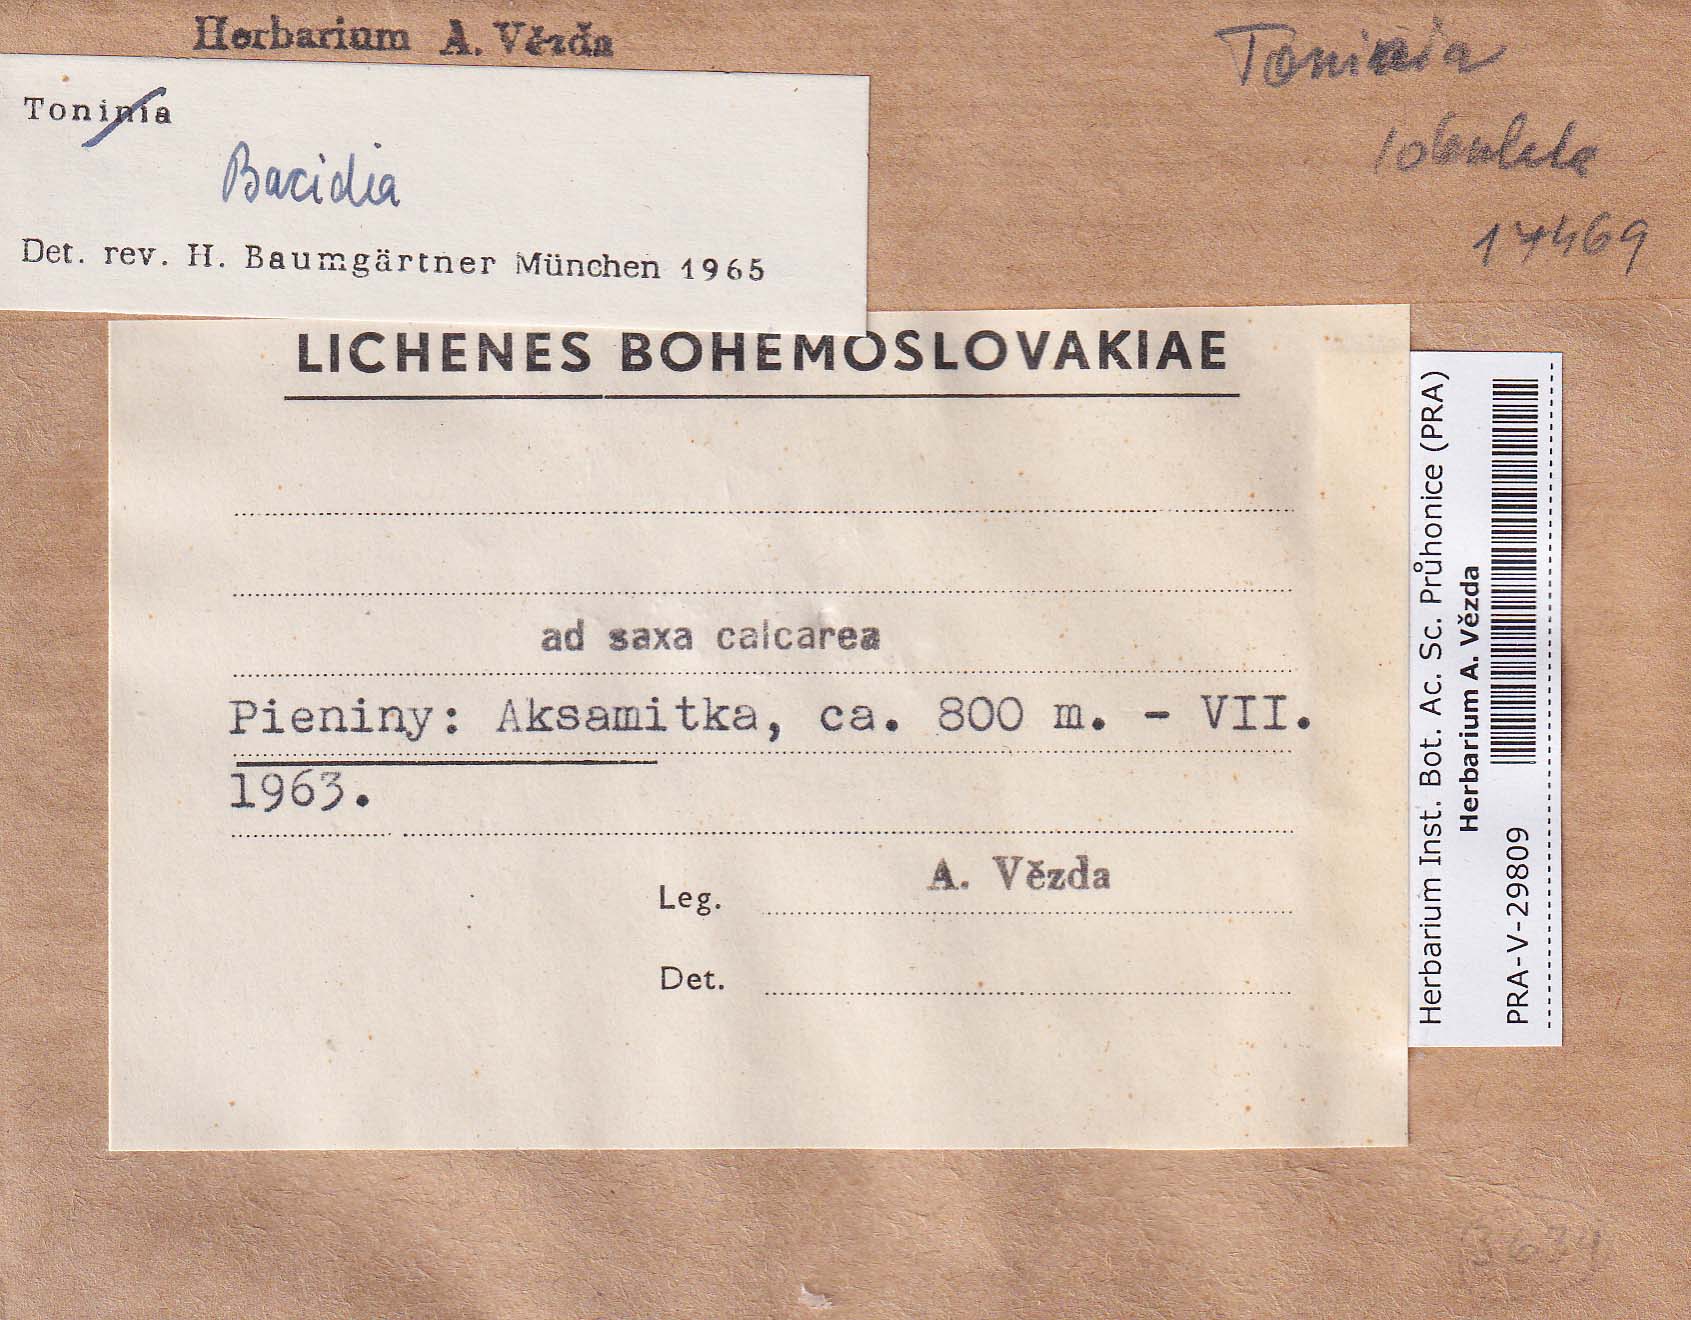 Herbarium A. Vězda
Toninia
lobulata
17469
Toninia
Bacidia
Det. rev. H. Baumgärtner München 1965
LICHENES BOHEMOSLOVAKIAE
ad saxa calcarea
Pieniny: Aksamitka, ca. 800 m. - VII.
1963.
Leg. A. Vězda
Det.
Herbarium Inst. Bot. Ac. Sc. Průhonice (PRA)
Herbarium A. Vězda
PRA-V-29809